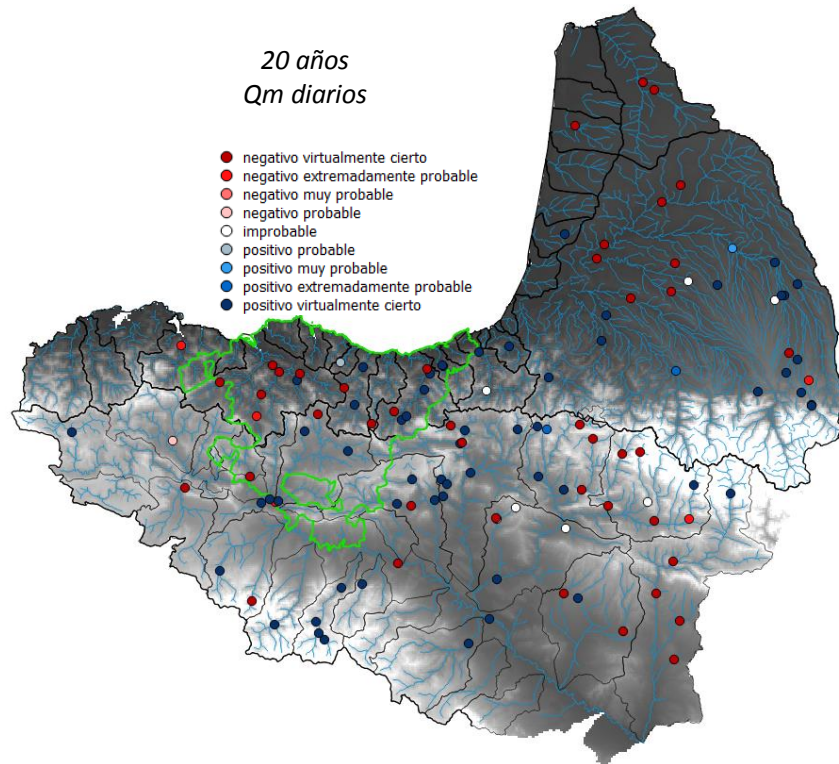 20 años
Qm diarios
negativo virtualmente cierto
negativo extremadamente probable
negativo muy probable
negativo probable
improbable
positivo probable
positivo muy probable
positivo extremadamente probable
positivo virtualmente cierto